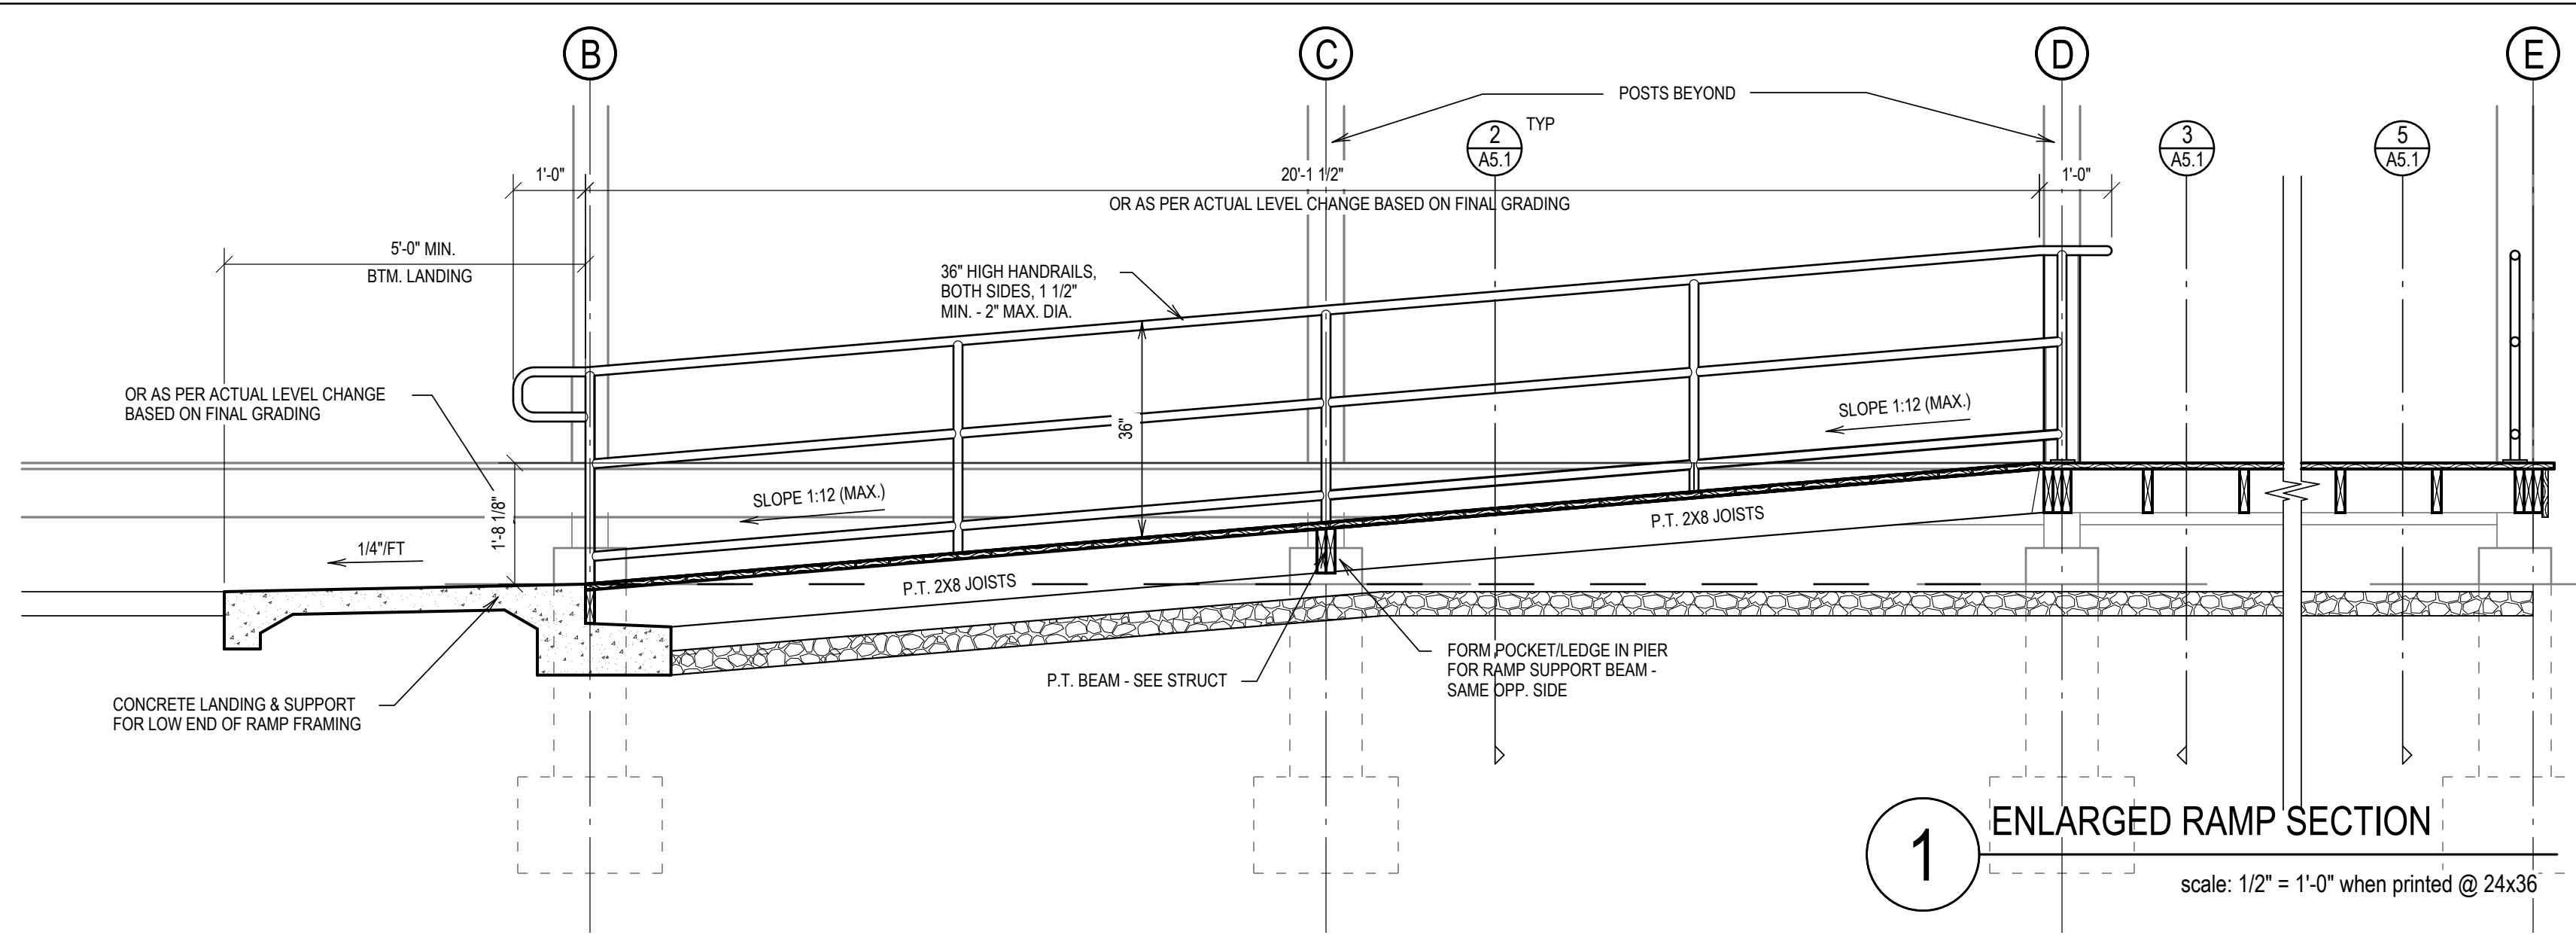 B
C
D
E
POSTS BEYOND
2
A5.1
TYP
3
A5.1
5
A5.1
1'-0"
20'-1 1/2"
1'-0"
OR AS PER ACTUAL LEVEL CHANGE BASED ON FINAL GRADING
5'-0" MIN.
BTM. LANDING
36" HIGH HANDRAILS,
BOTH SIDES, 1 1/2"
MIN. - 2" MAX. DIA.
OR AS PER ACTUAL LEVEL CHANGE
BASED ON FINAL GRADING
36"
SLOPE 1:12 (MAX.)
SLOPE 1:12 (MAX.)
1'-8 1/8"
P.T. 2X8 JOISTS
1/4"/FT
P.T. 2X8 JOISTS
FORM POCKET/LEDGE IN PIER
FOR RAMP SUPPORT BEAM -
SAME OPP. SIDE
P.T. BEAM - SEE STRUCT
CONCRETE LANDING & SUPPORT
FOR LOW END OF RAMP FRAMING
1
ENLARGED RAMP SECTION
scale: 1/2" = 1'-0" when printed @ 24x36